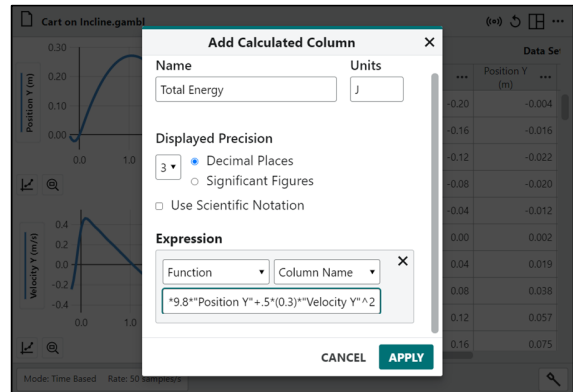 Cart on Incline.gambl
Add Calculated Column
Name
Units
Total Energy
J
Displayed Precision
3
Decimal Places
Significant Figures
Use Scientific Notation
Expression
Function
Column Name
*9.8*"Position Y"+.5*(0.3)*"Velocity Y"^2
CANCEL
APPLY
Position Y (m)
0.30
0.20
0.10
0.00
0.0
1.0
Velocity Y (m/s)
0.4
0.2
0.0
-0.2
-0.4
0.0
1.0
Data Se
Position Y
(m)
-0.20
-0.004
-0.16
-0.016
-0.12
-0.022
-0.08
-0.020
-0.04
-0.012
0.00
0.002
0.04
0.019
0.08
0.038
0.12
0.057
0.16
0.075
Mode: Time Based
Rate: 50 samples/s